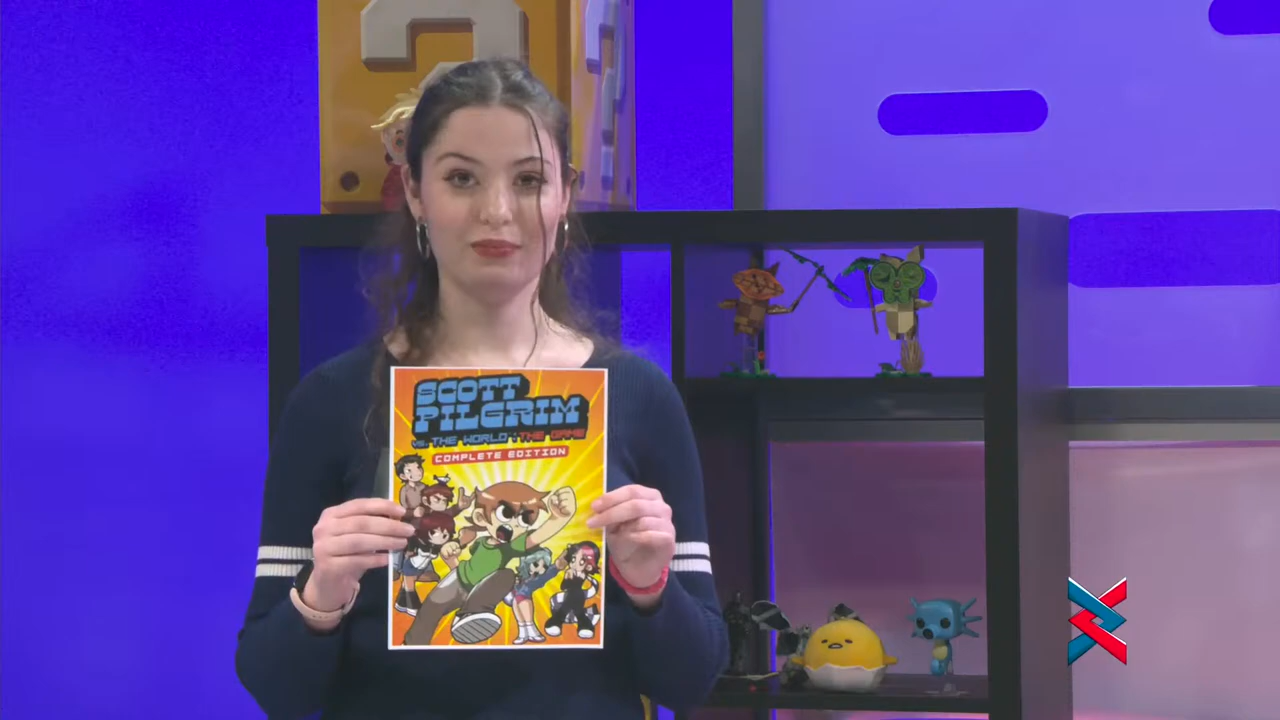 ?
SCOTT
PILGRIM
VS. THE WORLD: THE GAME
COMPLETE EDITION